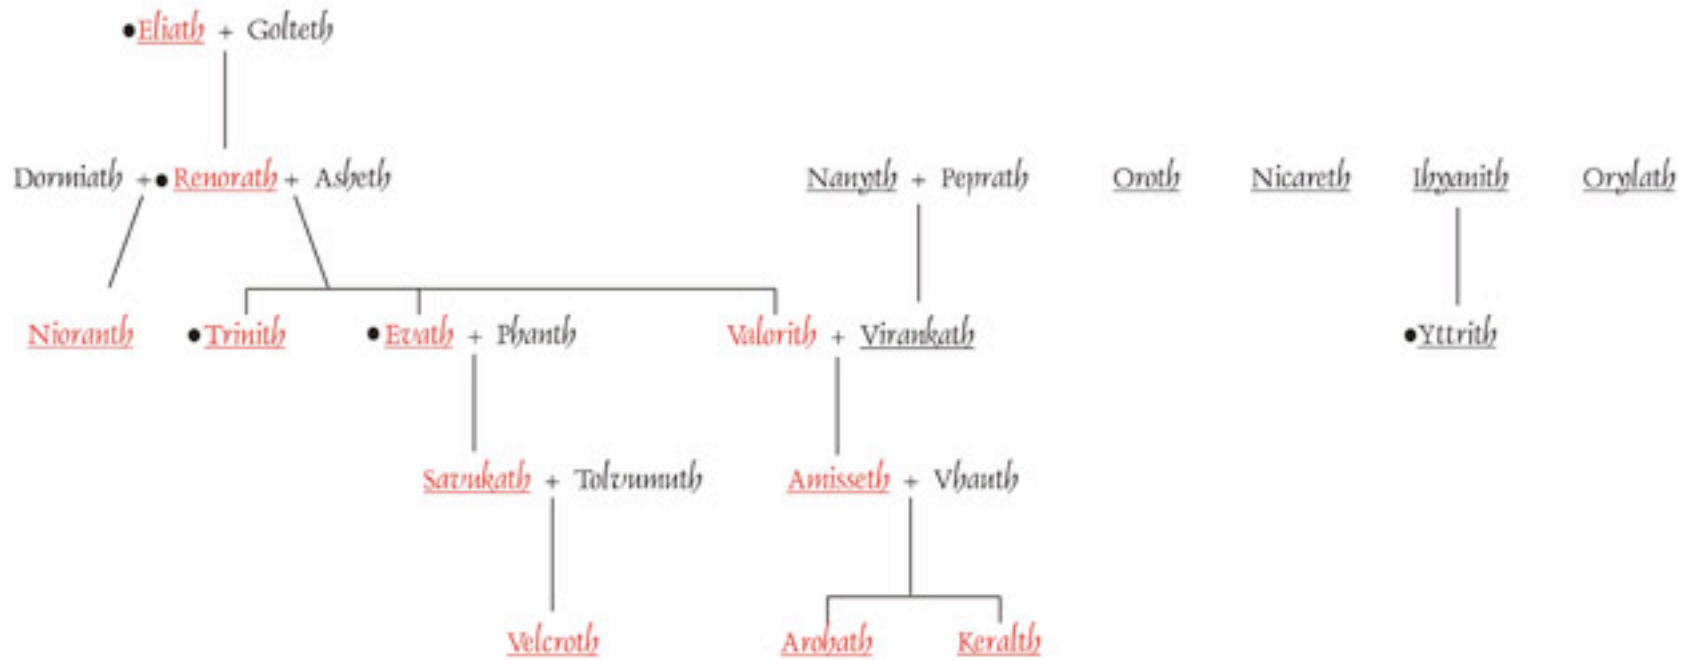 •Eliath + Golteth
Dormiath +• Renorath + Asheth Nanyth + Peprath Oroth Nicareth Ihyanith Orylath
Nioranth •Trinith •Evath + Phanth Valorith + Virankath •Yttrith
Savukath + Tolvumuth Amisseth + Vhauth
Velcroth Arohath Keralth